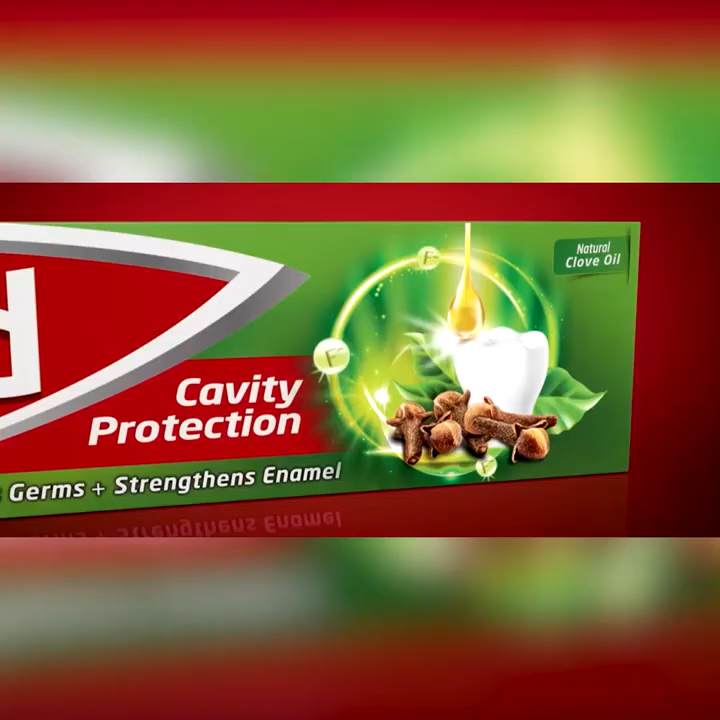 Natural
Clove Oil
d
F-
F-
Cavity
Protection
F-
Germs + Strengthens Enamel